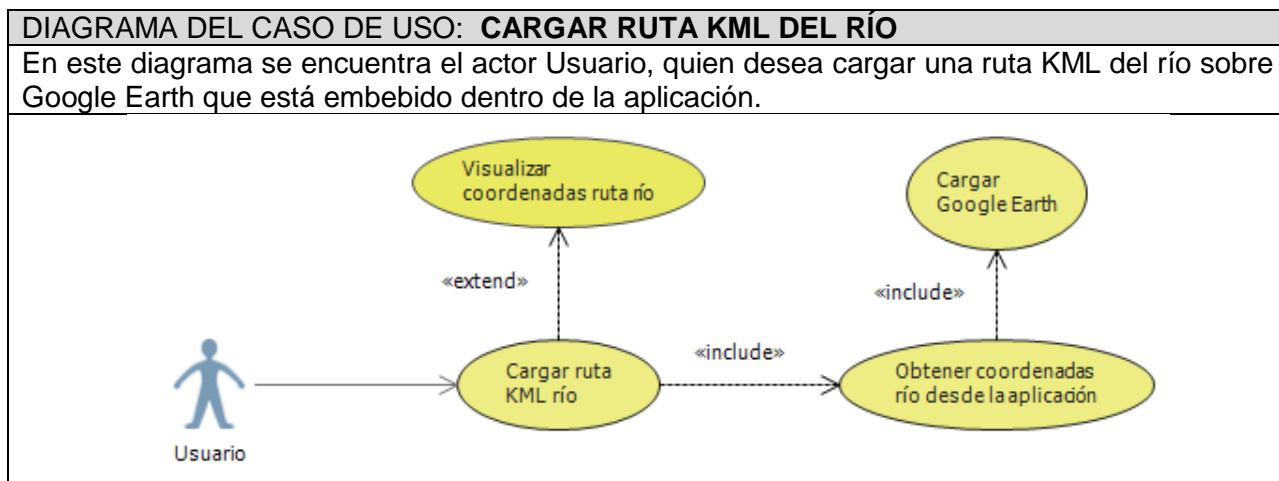 DIAGRAMA DEL CASO DE USO: CARGAR RUTA KML DEL RÍO
En este diagrama se encuentra el actor Usuario, quien desea cargar una ruta KML del río sobre
Google Earth que está embebido dentro de la aplicación.
Visualizar
coordenadas ruta río
Cargar
Google Earth
«extend»
«include»
«include»
Cargar ruta
KML río
Obtener coordenadas
río desde la aplicación
Usuario